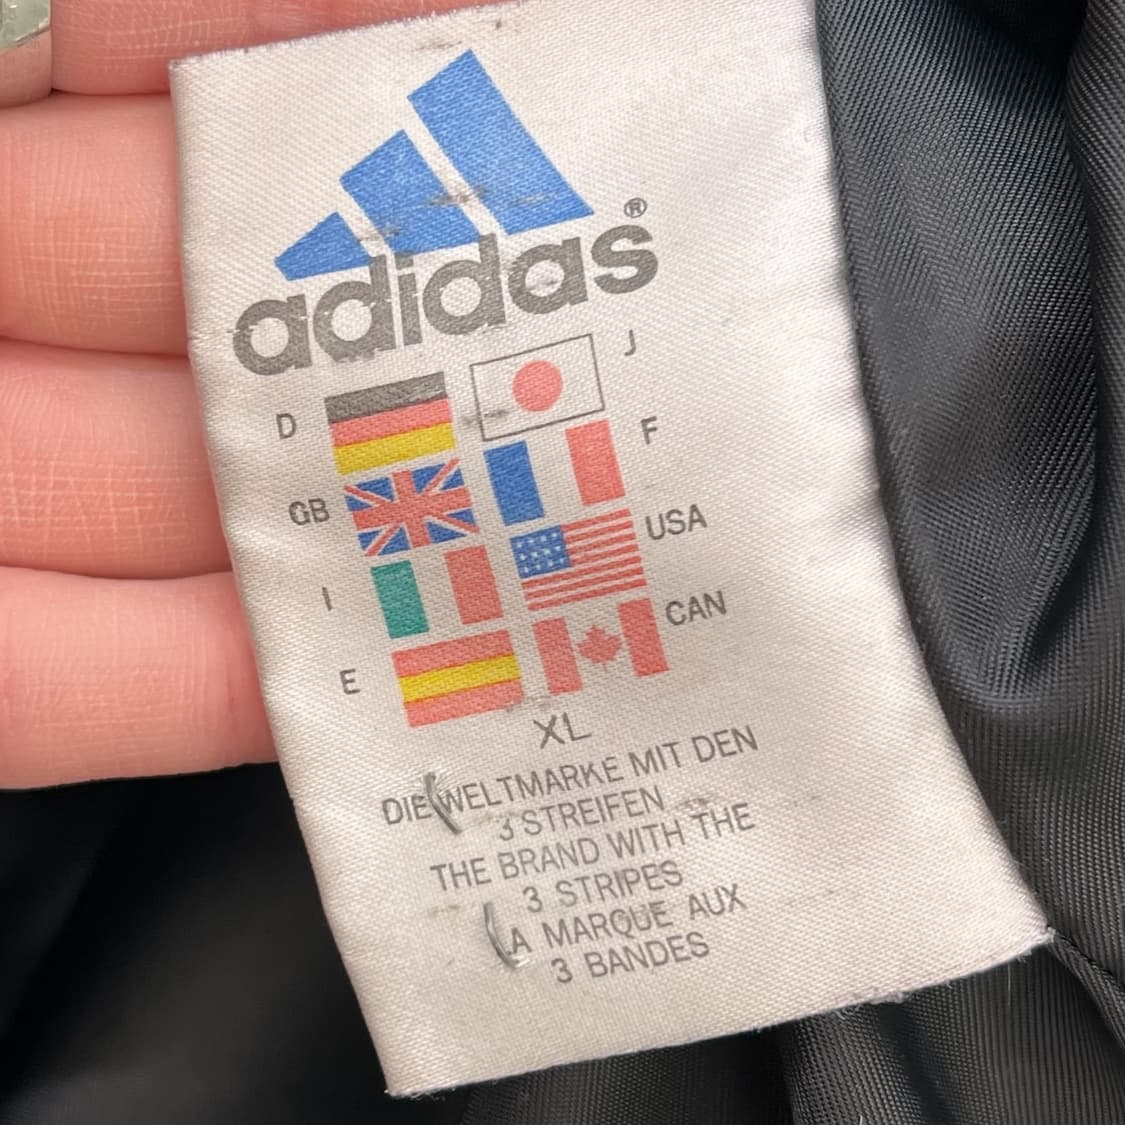 adidas®
D
J
GB
F
I
USA
E
CAN
XL
DIE WELTMARKE MIT DEN
3 STREIFEN
THE BRAND WITH THE
3 STRIPES
LA MARQUE AUX
3 BANDES